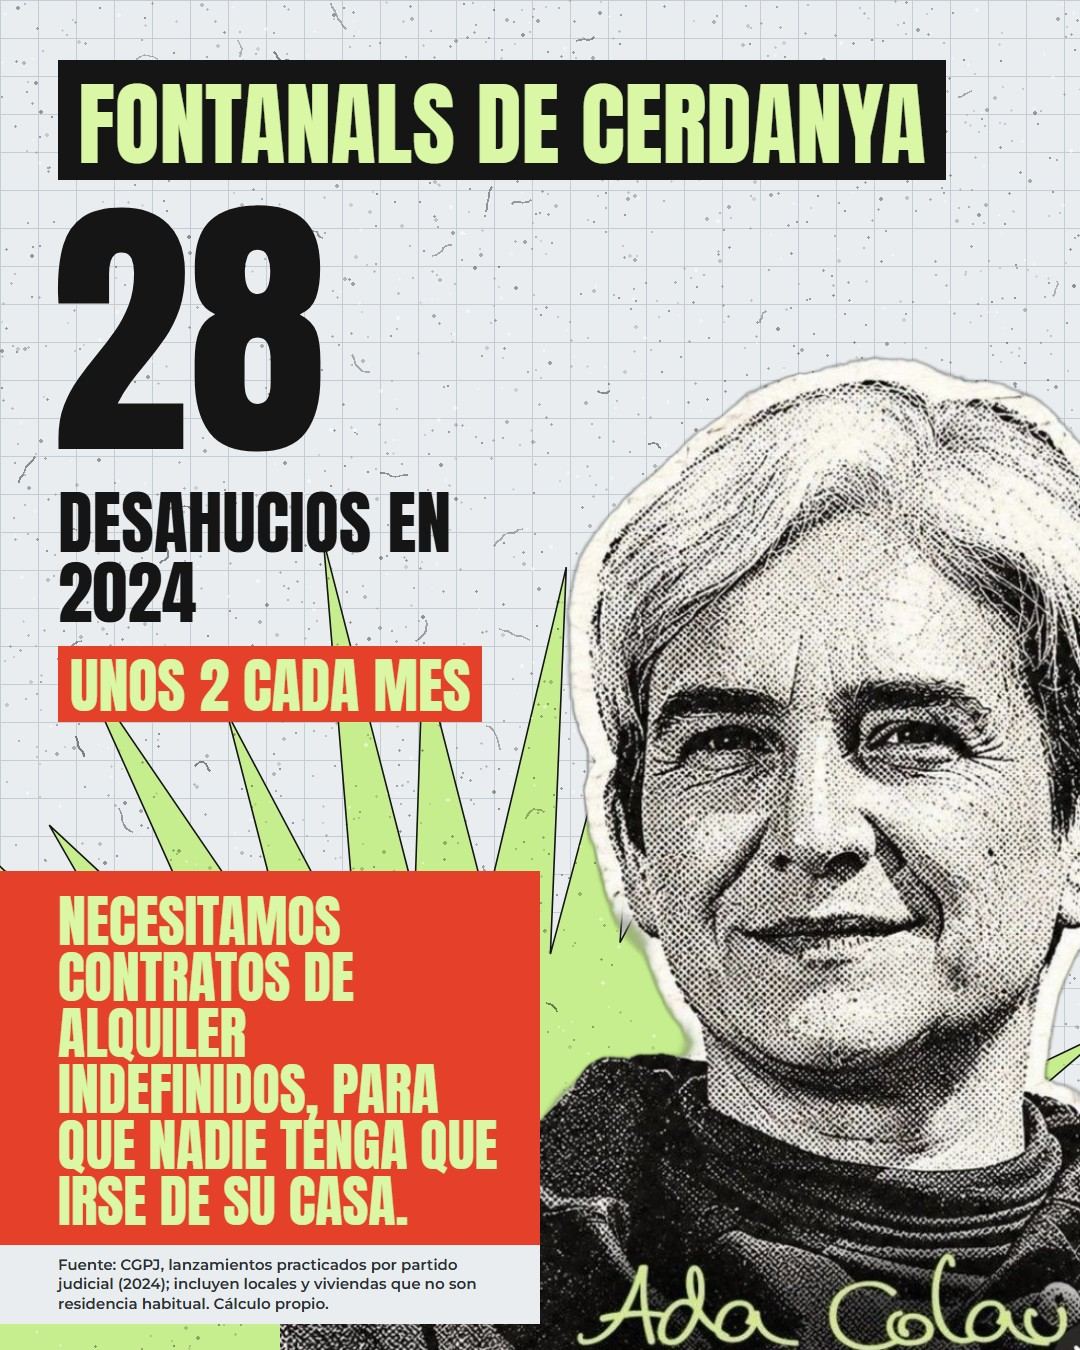 FONTANALS DE CERDANYA
28
DESAHUCIOS EN
2024
UNOS 2 CADA MES
NECESITAMOS
CONTRATOS DE
ALQUILER
INDEFINIDOS, PARA
QUE NADIE TENGA QUE
IRSE DE SU CASA.
Fuente: CGPJ, lanzamientos practicados por partido
judicial (2024); incluyen locales y viviendas que no son
residencia habitual. Cálculo propio.
Ada Colau